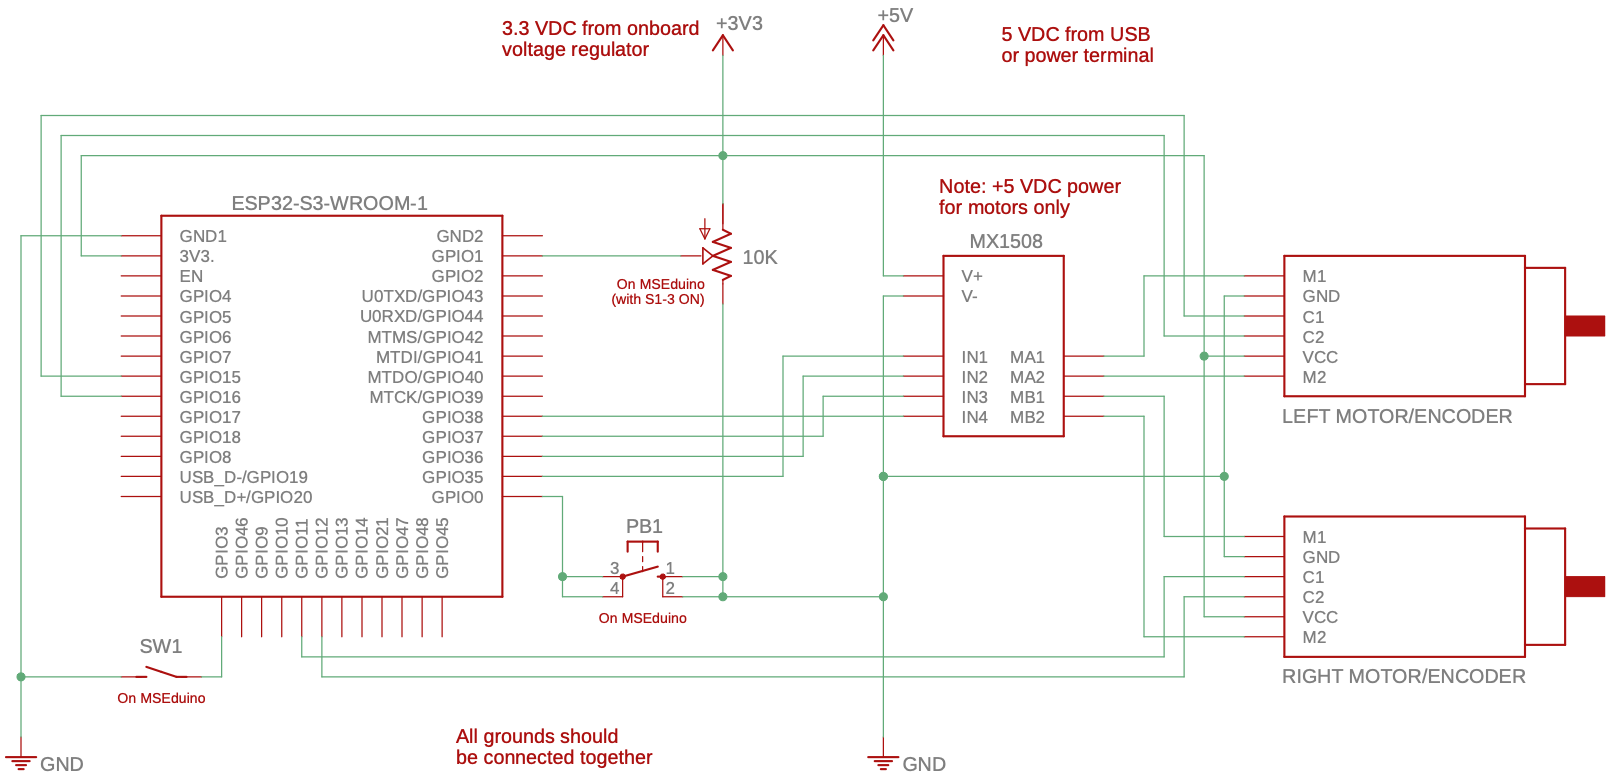 3.3 VDC from onboard
voltage regulator
+3V3
+5V
5 VDC from USB
or power terminal
Note: +5 VDC power
for motors only
ESP32-S3-WROOM-1
GND1
3V3.
EN
GPIO4
GPIO5
GPIO6
GPIO7
GPIO15
GPIO16
GPIO17
GPIO18
GPIO8
USB_D-/GPIO19
USB_D+/GPIO20
GND2
GPIO1
GPIO2
U0TXD/GPIO43
U0RXD/GPIO44
MTMS/GPIO42
MTDI/GPIO41
MTDO/GPIO40
MTCK/GPIO39
GPIO38
GPIO37
GPIO36
GPIO35
GPIO0
GPIO3
GPIO46
GPIO9
GPIO10
GPIO11
GPIO12
GPIO13
GPIO14
GPIO21
GPIO47
GPIO48
GPIO45
10K
On MSEduino
(with S1-3 ON)
MX1508
V+
V-
IN1
IN2
IN3
IN4
MA1
MA2
MB1
MB2
M1
GND
C1
C2
VCC
M2
LEFT MOTOR/ENCODER
PB1
3
4
1
2
On MSEduino
M1
GND
C1
C2
VCC
M2
RIGHT MOTOR/ENCODER
SW1
On MSEduino
All grounds should
be connected together
GND
GND